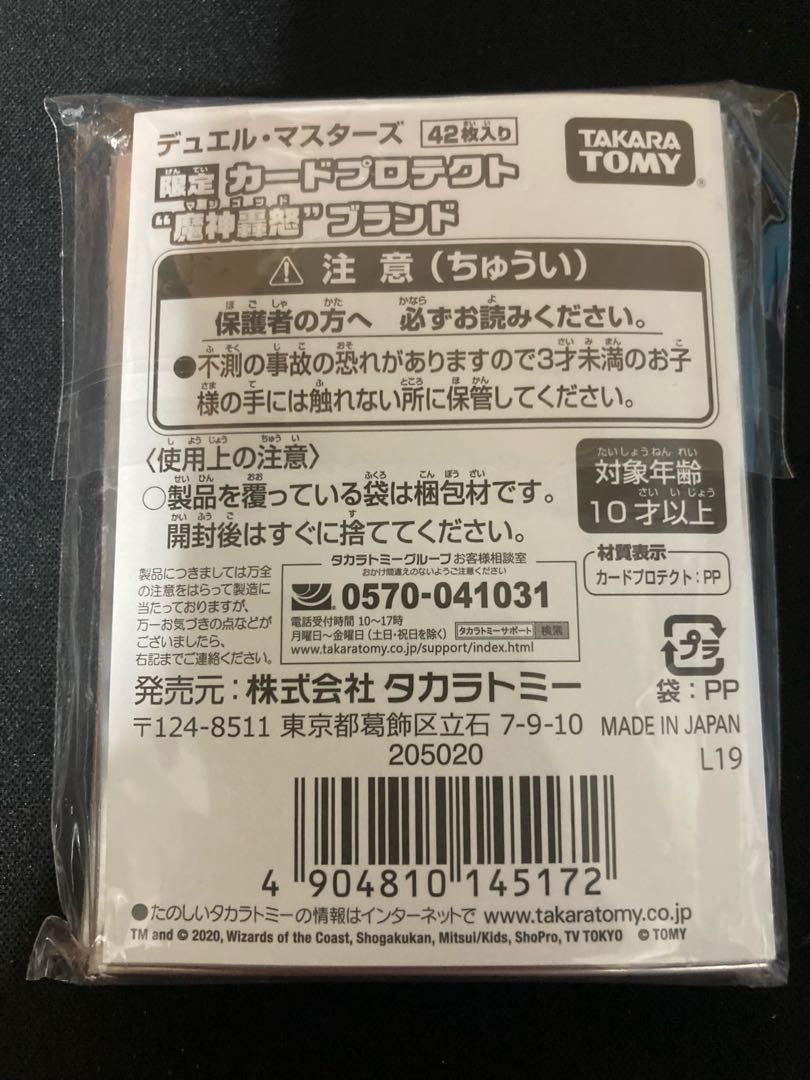 デュエル・マスターズ 42枚入り
限定 カードプロテクト
“魔神轟怒”ブランド
TAKARA TOMY®
⚠ 注意（ちゅうい）
保護者の方へ 必ずお読みください。
●不測の事故の恐れがありますので3才未満のお子
様の手には触れない所に保管してください。
〈使用上の注意〉
○製品を覆っている袋は梱包材です。
開封後はすぐに捨ててください。
対象年齢
10才以上
材質表示
カードプロテクト：PP
製品につきましては万全
の注意をはらって製造に
当たっておりますが、
万一お気づきの点などが
ございましたら、
右記までご連絡ください。
タカラトミーグループ お客様相談室
おかけ間違えのないようご注意ください
0570-041031
電話受付時間 10〜17時
月曜日〜金曜日（土日・祝日を除く） タカラトミーサポート 検索
www.takaratomy.co.jp/support/index.html
プラ
袋：PP
発売元：株式会社 タカラトミー
〒124-8511 東京都葛飾区立石 7-9-10
MADE IN JAPAN
205020
L19
4 904810 145172
●たのしいタカラトミーの情報はインターネットで www.takaratomy.co.jp
TM and © 2020, Wizards of the Coast, Shogakukan, Mitsui/Kids, ShoPro, TV TOKYO © TOMY